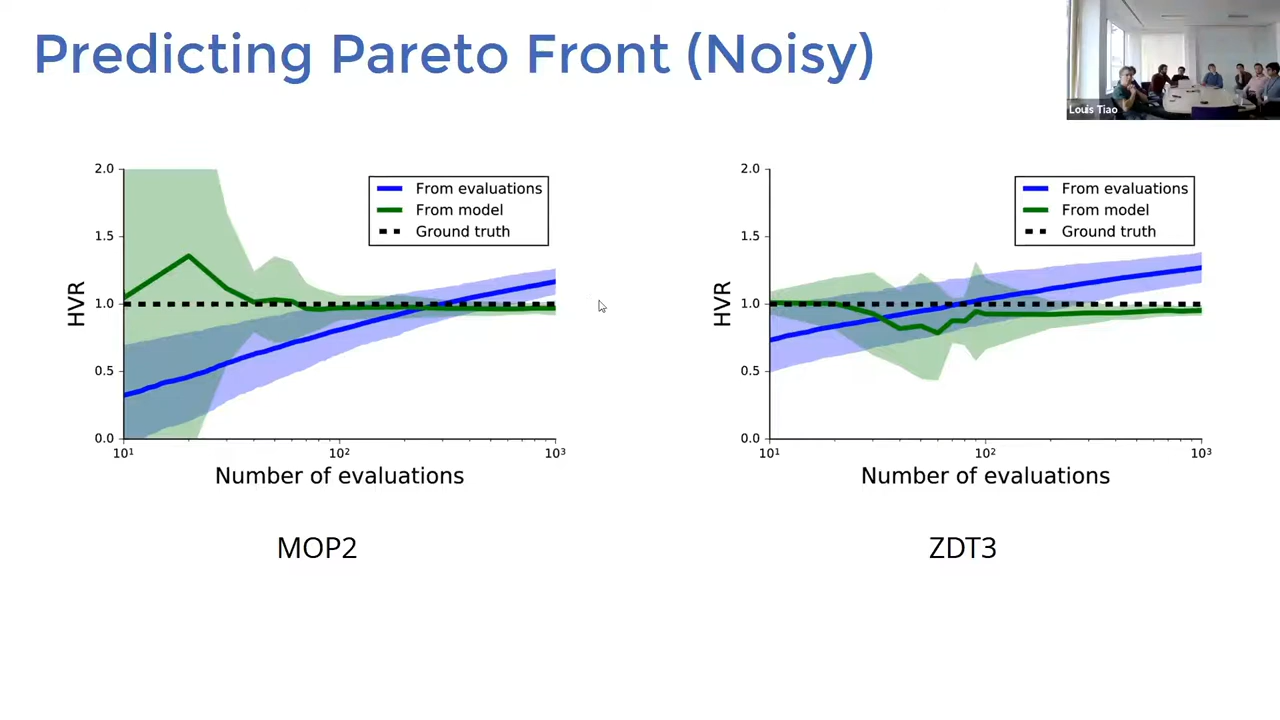 Predicting Pareto Front (Noisy)
Louis Tiao
2.0
1.5
1.0
0.5
0.0
HVR
From evaluations
From model
Ground truth
10¹
10²
10³
Number of evaluations
MOP2
2.0
1.5
1.0
0.5
0.0
HVR
From evaluations
From model
Ground truth
10¹
10²
10³
Number of evaluations
ZDT3